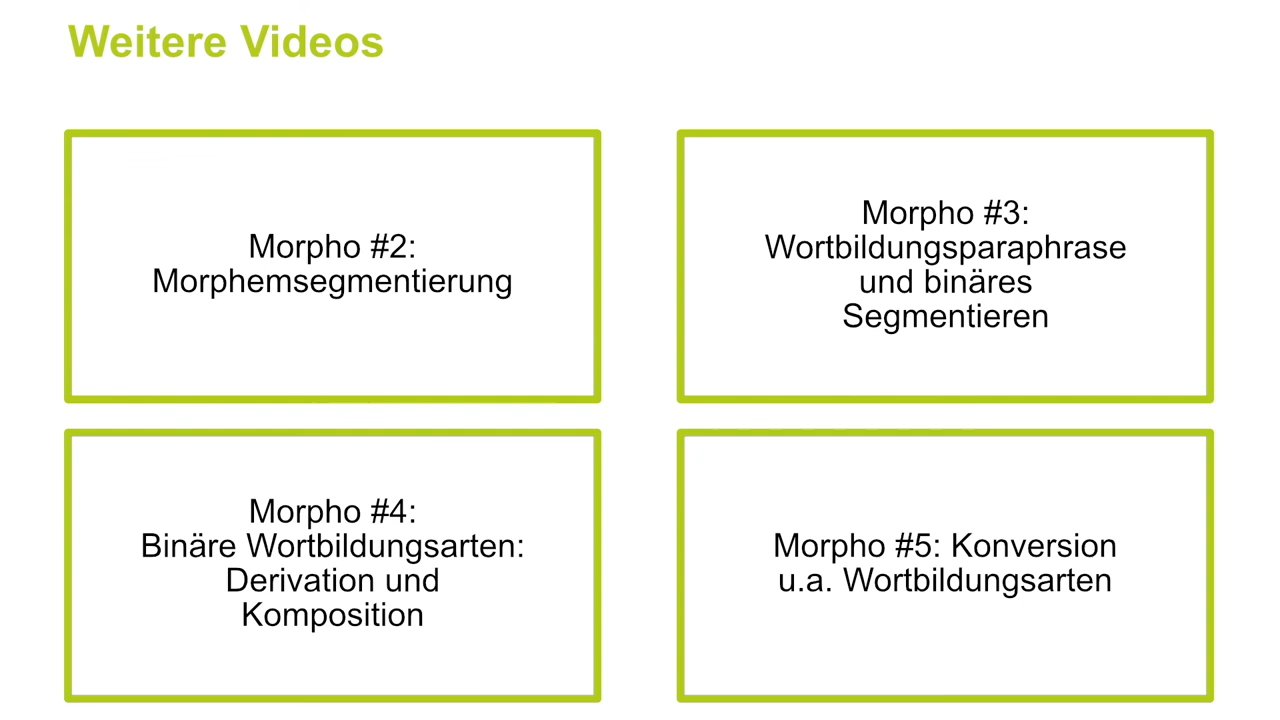 Weitere Videos
Morpho #2:
Morphemsegmentierung
Morpho #3:
Wortbildungsparaphrase
und binäres
Segmentieren
Morpho #4:
Binäre Wortbildungsarten:
Derivation und
Komposition
Morpho #5: Konversion
u.a. Wortbildungsarten